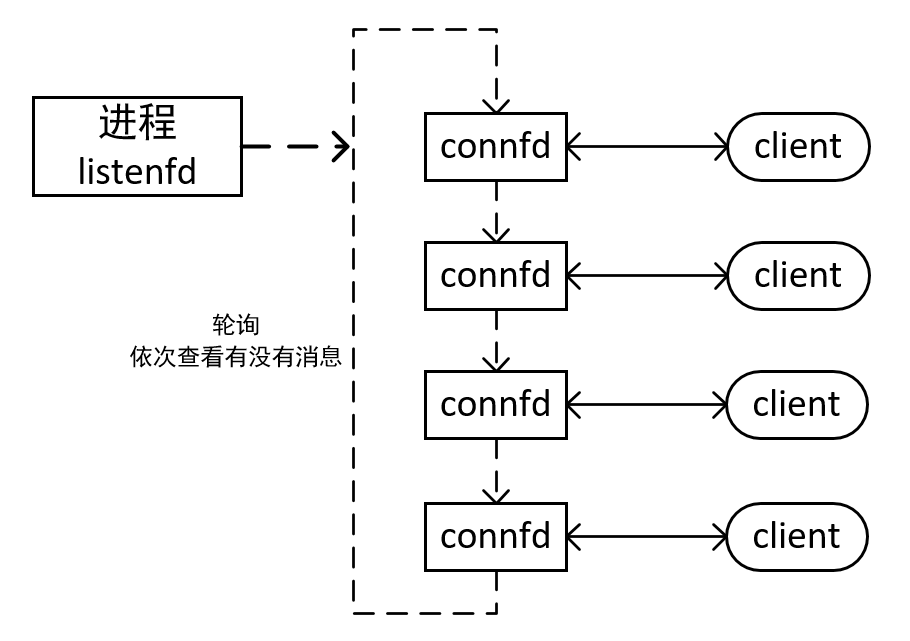 进程
listenfd
connfd
client
connfd
client
轮询
依次查看有没有消息
connfd
client
connfd
client